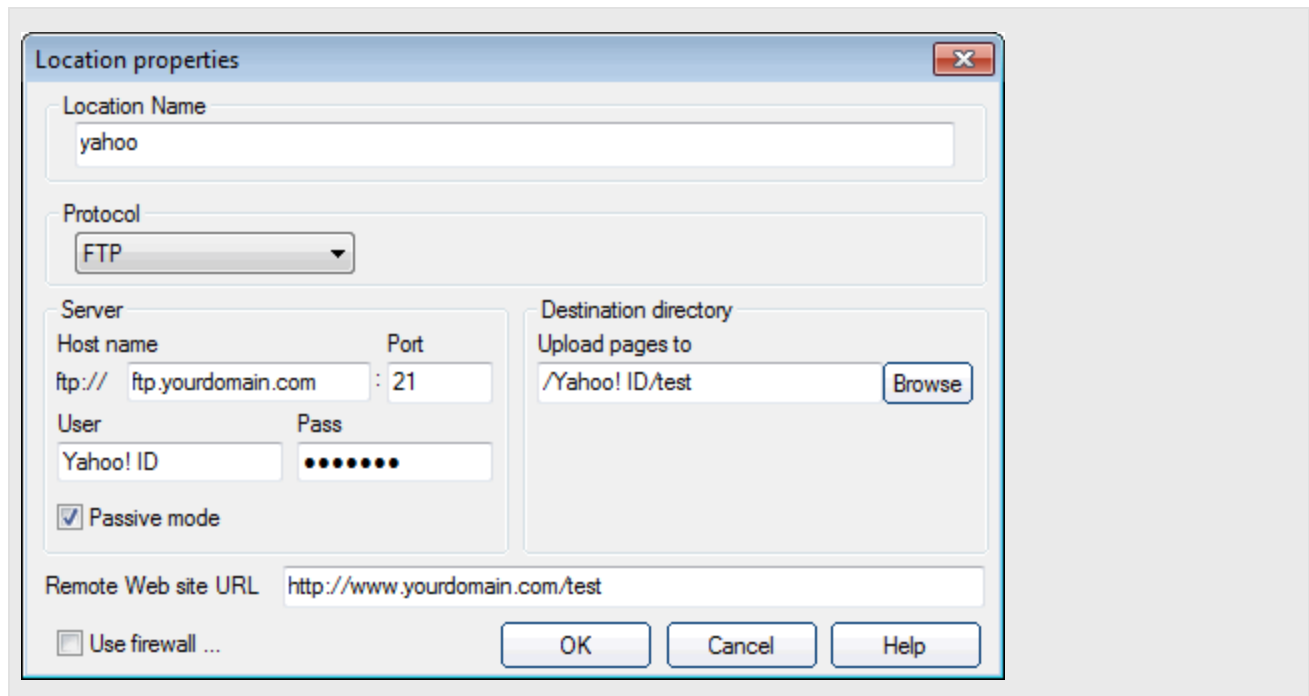 Location properties
Location Name
yahoo
Protocol
FTP
Server
Host name Port
ftp:// ftp.yourdomain.com : 21
User Pass
Yahoo! ID •••••••
Passive mode
Destination directory
Upload pages to
/Yahoo! ID/test Browse
Remote Web site URL http://www.yourdomain.com/test
Use firewall ... OK Cancel Help